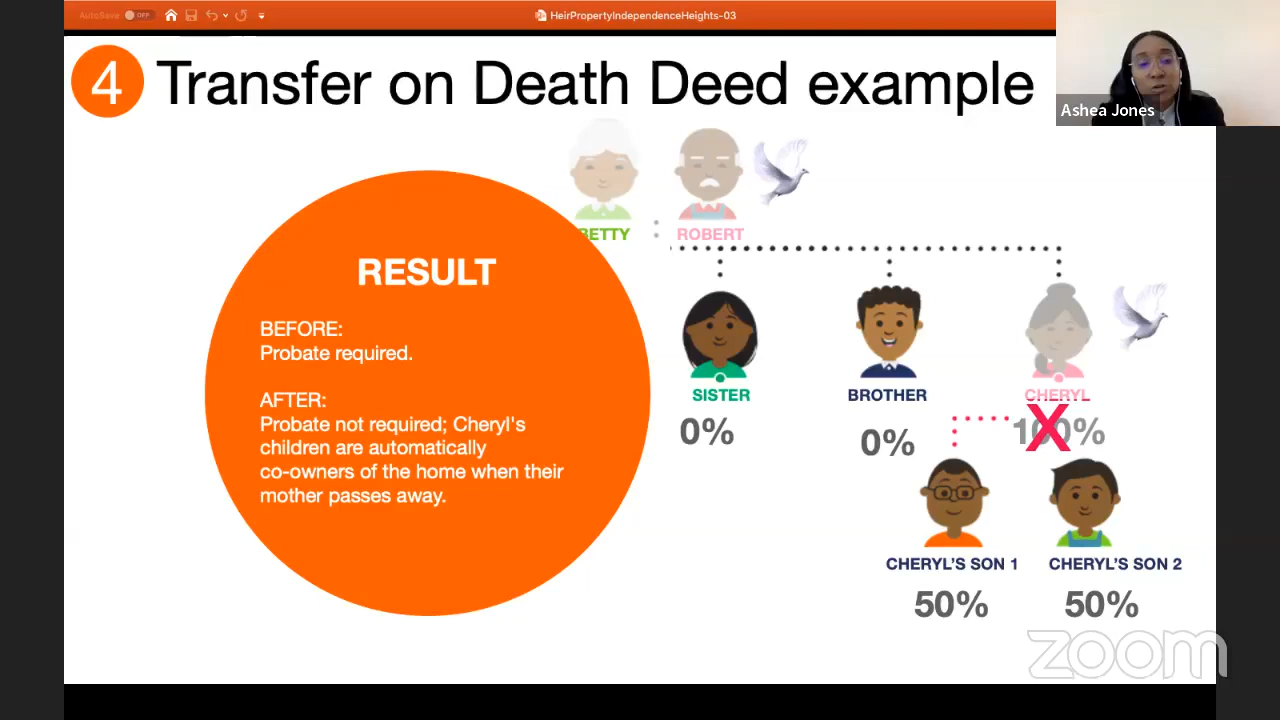 AutoSave OFF
HeirPropertyIndependenceHeights-03
4 Transfer on Death Deed example
Ashea Jones
BETTY
ROBERT
RESULT
BEFORE:
Probate required.
AFTER:
Probate not required; Cheryl's
children are automatically
co-owners of the home when their
mother passes away.
SISTER
BROTHER
CHERYL
0%
0%
100%
X
CHERYL'S SON 1
CHERYL'S SON 2
50%
50%
zoom